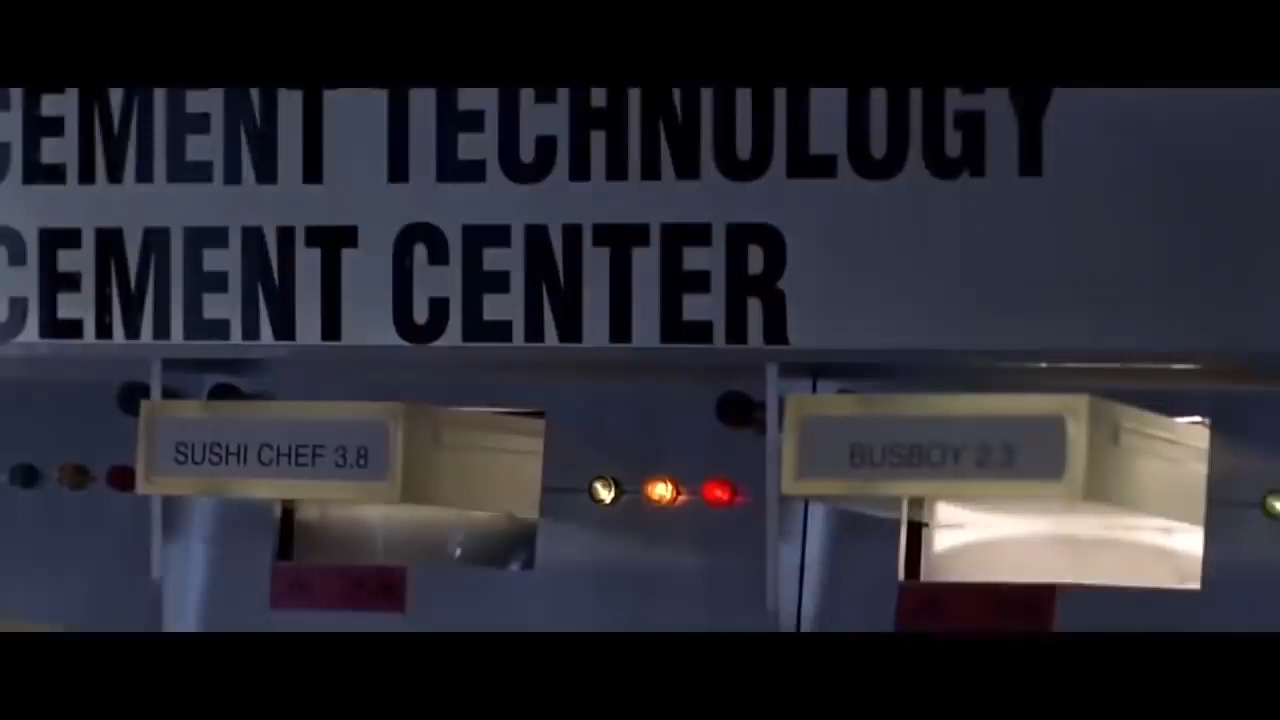 CEMENT TECHNOLOGY
CEMENT CENTER
SUSHI CHEF 3.8
BUSBOY 2.3